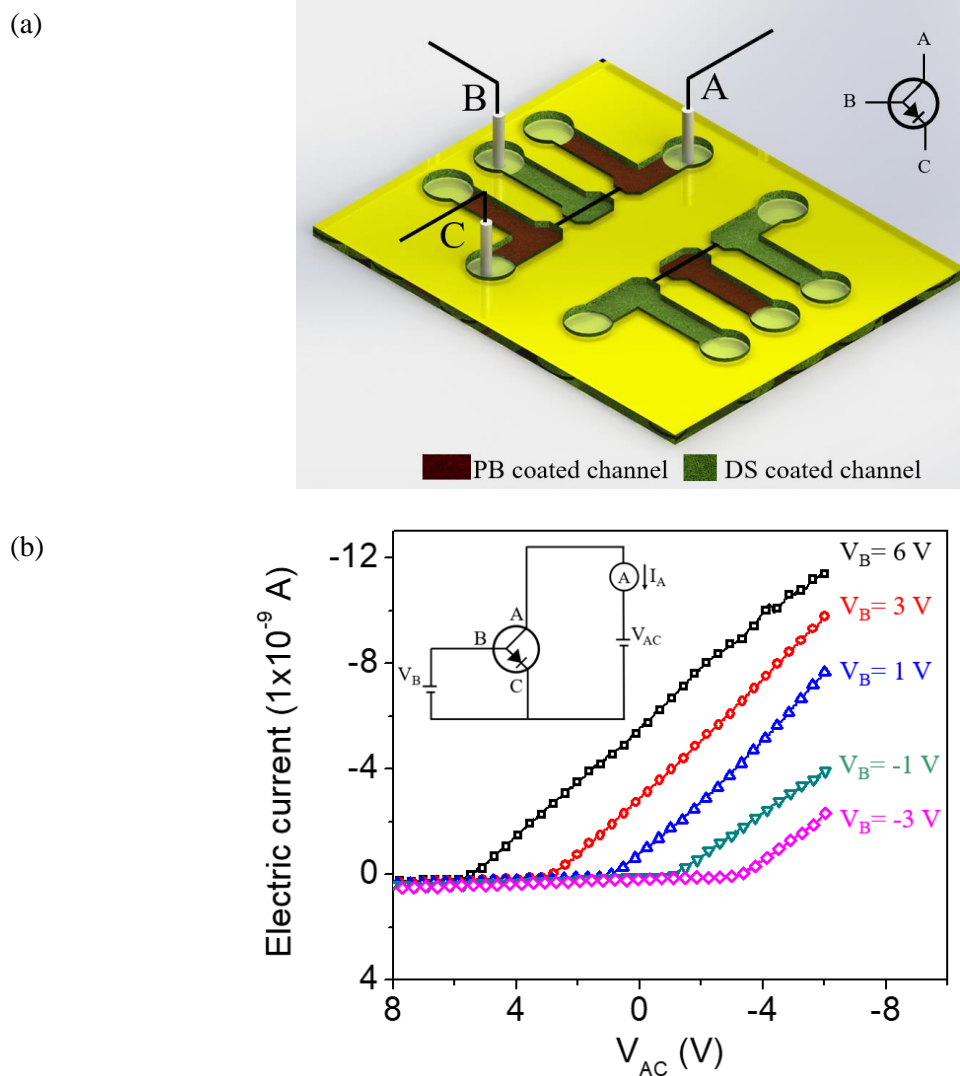 (a)
A
B
C
B
A
C
PB coated channel
DS coated channel
(b)
Electric current (1x10⁻⁹ A)
-12
-8
-4
0
4
8
4
0
-4
-8
V_AC (V)
V_B= 6 V
V_B= 3 V
V_B= 1 V
V_B= -1 V
V_B= -3 V
A
I_A
A
B
C
V_B
V_AC